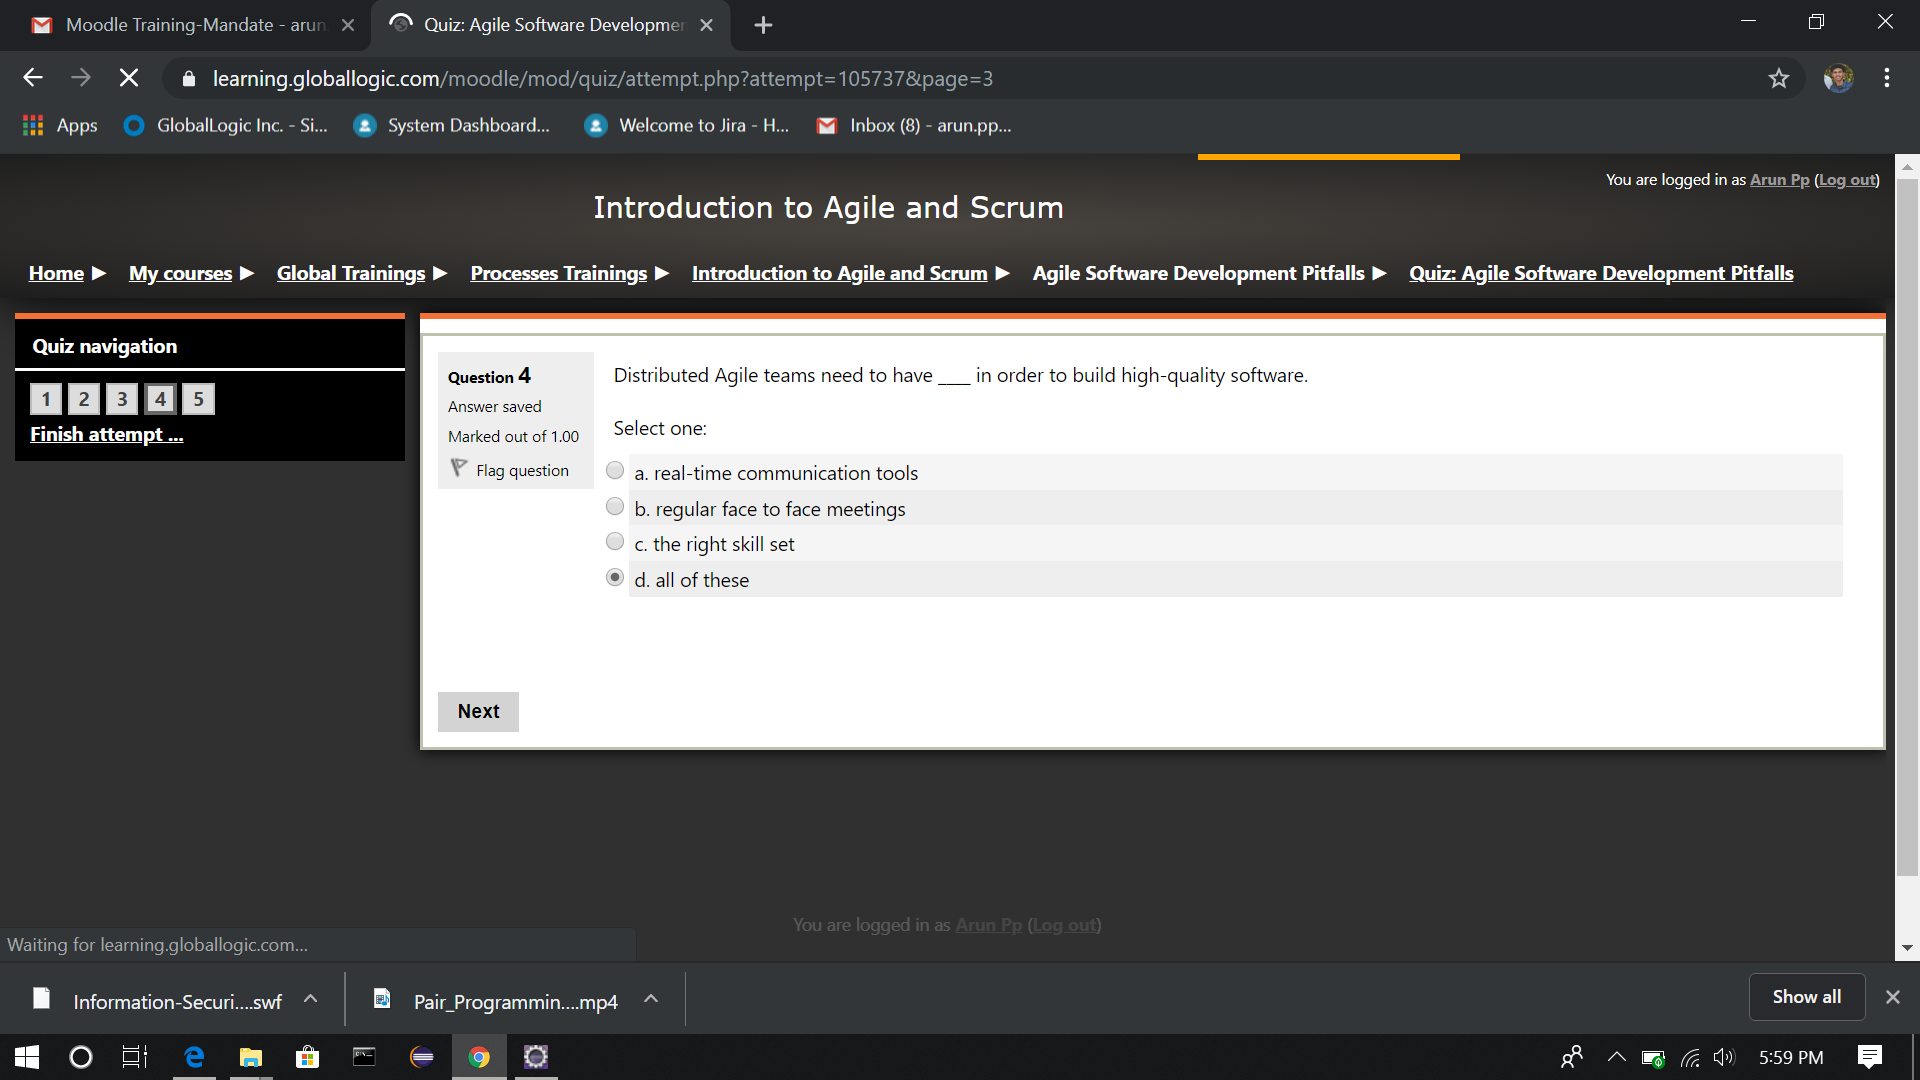 Moodle Training-Mandate - arun
Quiz: Agile Software Developme
learning.globallogic.com/moodle/mod/quiz/attempt.php?attempt=105737&page=3
Apps
GlobalLogic Inc. - Si...
System Dashboard...
Welcome to Jira - H...
Inbox (8) - arun.pp...
You are logged in as Arun Pp (Log out)
Introduction to Agile and Scrum
Home ► My courses ► Global Trainings ► Processes Trainings ► Introduction to Agile and Scrum ► Agile Software Development Pitfalls ► Quiz: Agile Software Development Pitfalls
Quiz navigation
1 2 3 4 5
Finish attempt ...
Question 4
Answer saved
Marked out of 1.00
Flag question
Distributed Agile teams need to have ____ in order to build high-quality software.
Select one:
a. real-time communication tools
b. regular face to face meetings
c. the right skill set
d. all of these
Next
You are logged in as Arun Pp (Log out)
Waiting for learning.globallogic.com...
Information-Securi....swf
Pair_Programmin....mp4
Show all
5:59 PM